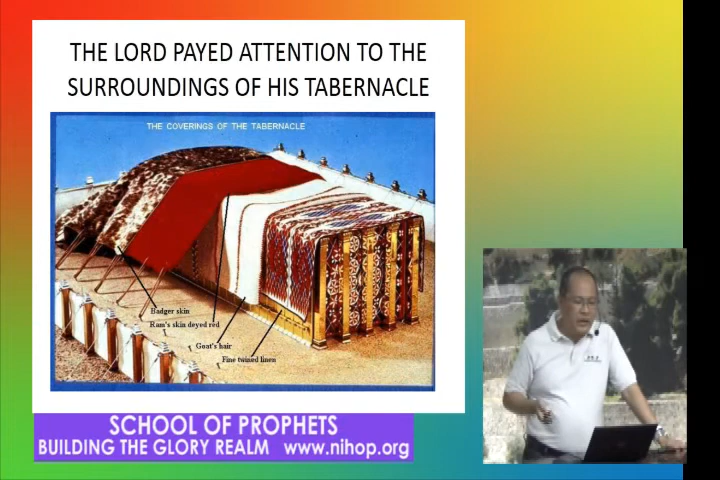 THE LORD PAYED ATTENTION TO THE
SURROUNDINGS OF HIS TABERNACLE
THE COVERINGS OF THE TABERNACLE
Badger skin
Ram's skin deyed red
Goat's hair
Fine twined linen
SCHOOL OF PROPHETS
BUILDING THE GLORY REALM www.nihop.org